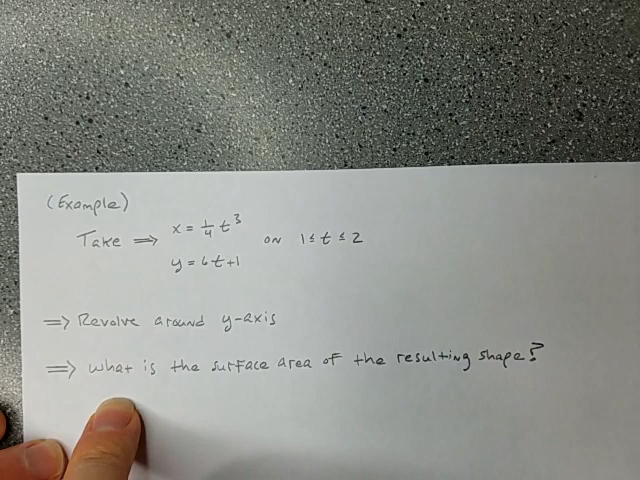 (Example)
Take ⇒ x = 1/4 t³ on 1 ≤ t ≤ 2
y = 6t+1
⇒ Revolve around y-axis
⇒ What is the surface area of the resulting shape?